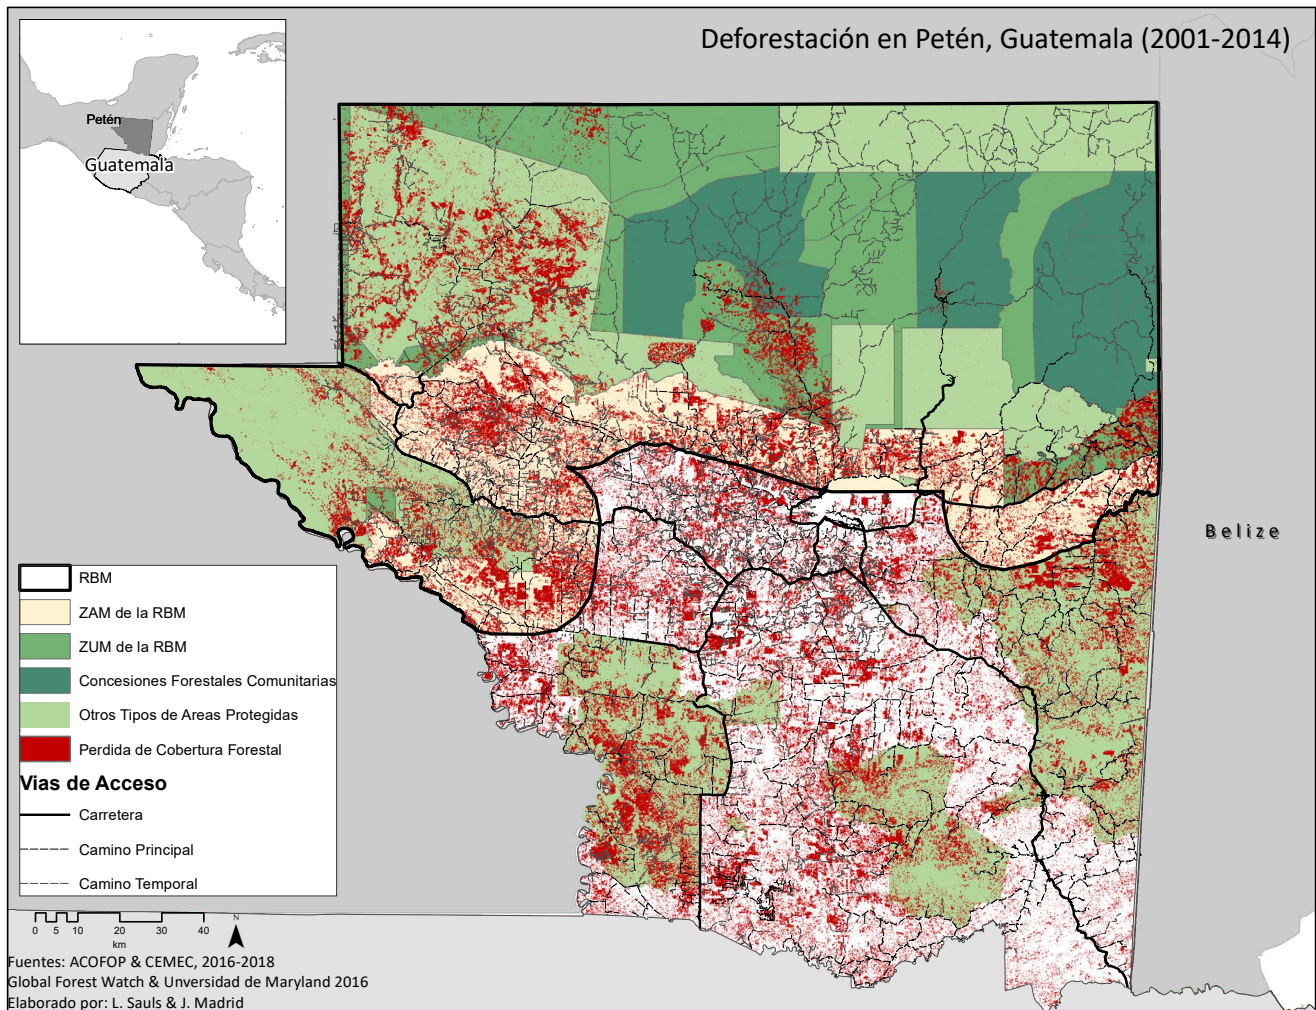 Deforestación en Petén, Guatemala (2001-2014)
Petén
Guatemala
Belize
RBM
ZAM de la RBM
ZUM de la RBM
Concesiones Forestales Comunitarias
Otros Tipos de Areas Protegidas
Perdida de Cobertura Forestal
Vias de Acceso
Carretera
Camino Principal
Camino Temporal
0 5 10 20 30 40
km
N
Fuentes: ACOFOP & CEMEC, 2016-2018
Global Forest Watch & Unversidad de Maryland 2016
Elaborado por: L. Sauls & J. Madrid